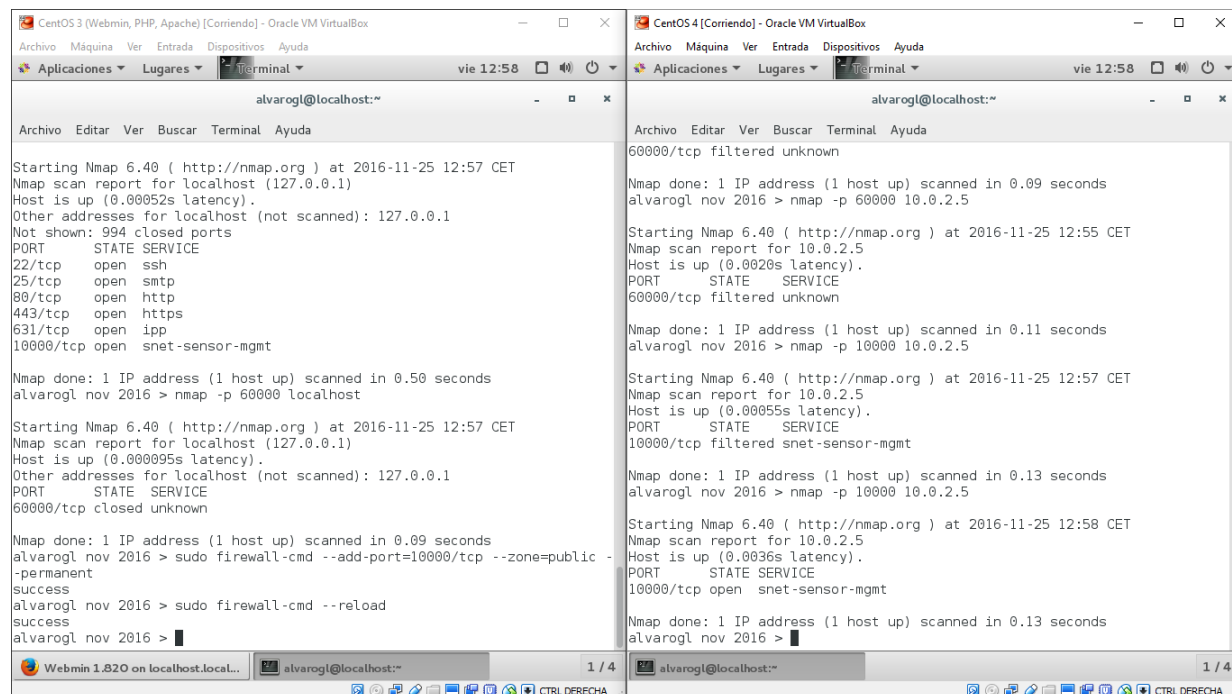 CentOS 3 (Webmin, PHP, Apache) [Corriendo] - Oracle VM VirtualBox
Archivo Máquina Ver Entrada Dispositivos Ayuda
Aplicaciones Lugares Terminal vie 12:58
alvarogl@localhost:~
Archivo Editar Ver Buscar Terminal Ayuda
Starting Nmap 6.40 ( http://nmap.org ) at 2016-11-25 12:57 CET
Nmap scan report for localhost (127.0.0.1)
Host is up (0.00052s latency).
Other addresses for localhost (not scanned): 127.0.0.1
Not shown: 994 closed ports
PORT STATE SERVICE
22/tcp open ssh
25/tcp open smtp
80/tcp open http
443/tcp open https
631/tcp open ipp
10000/tcp open snet-sensor-mgmt
Nmap done: 1 IP address (1 host up) scanned in 0.50 seconds
alvarogl nov 2016 > nmap -p 60000 localhost
Starting Nmap 6.40 ( http://nmap.org ) at 2016-11-25 12:57 CET
Nmap scan report for localhost (127.0.0.1)
Host is up (0.000095s latency).
Other addresses for localhost (not scanned): 127.0.0.1
PORT STATE SERVICE
60000/tcp closed unknown
Nmap done: 1 IP address (1 host up) scanned in 0.09 seconds
alvarogl nov 2016 > sudo firewall-cmd --add-port=10000/tcp --zone=public -
-permanent
success
alvarogl nov 2016 > sudo firewall-cmd --reload
success
alvarogl nov 2016 >
Webmin 1.820 on localhost.local... alvarogl@localhost:~ 1 / 4
CTRL DERECHA
CentOS 4 [Corriendo] - Oracle VM VirtualBox
Archivo Máquina Ver Entrada Dispositivos Ayuda
Aplicaciones Lugares Terminal vie 12:58
alvarogl@localhost:~
Archivo Editar Ver Buscar Terminal Ayuda
60000/tcp filtered unknown
Nmap done: 1 IP address (1 host up) scanned in 0.09 seconds
alvarogl nov 2016 > nmap -p 60000 10.0.2.5
Starting Nmap 6.40 ( http://nmap.org ) at 2016-11-25 12:55 CET
Nmap scan report for 10.0.2.5
Host is up (0.0020s latency).
PORT STATE SERVICE
60000/tcp filtered unknown
Nmap done: 1 IP address (1 host up) scanned in 0.11 seconds
alvarogl nov 2016 > nmap -p 10000 10.0.2.5
Starting Nmap 6.40 ( http://nmap.org ) at 2016-11-25 12:57 CET
Nmap scan report for 10.0.2.5
Host is up (0.00055s latency).
PORT STATE SERVICE
10000/tcp filtered snet-sensor-mgmt
Nmap done: 1 IP address (1 host up) scanned in 0.13 seconds
alvarogl nov 2016 > nmap -p 10000 10.0.2.5
Starting Nmap 6.40 ( http://nmap.org ) at 2016-11-25 12:58 CET
Nmap scan report for 10.0.2.5
Host is up (0.0036s latency).
PORT STATE SERVICE
10000/tcp open snet-sensor-mgmt
Nmap done: 1 IP address (1 host up) scanned in 0.13 seconds
alvarogl nov 2016 >
alvarogl@localhost:~ 1 / 4
CTRL DERECHA